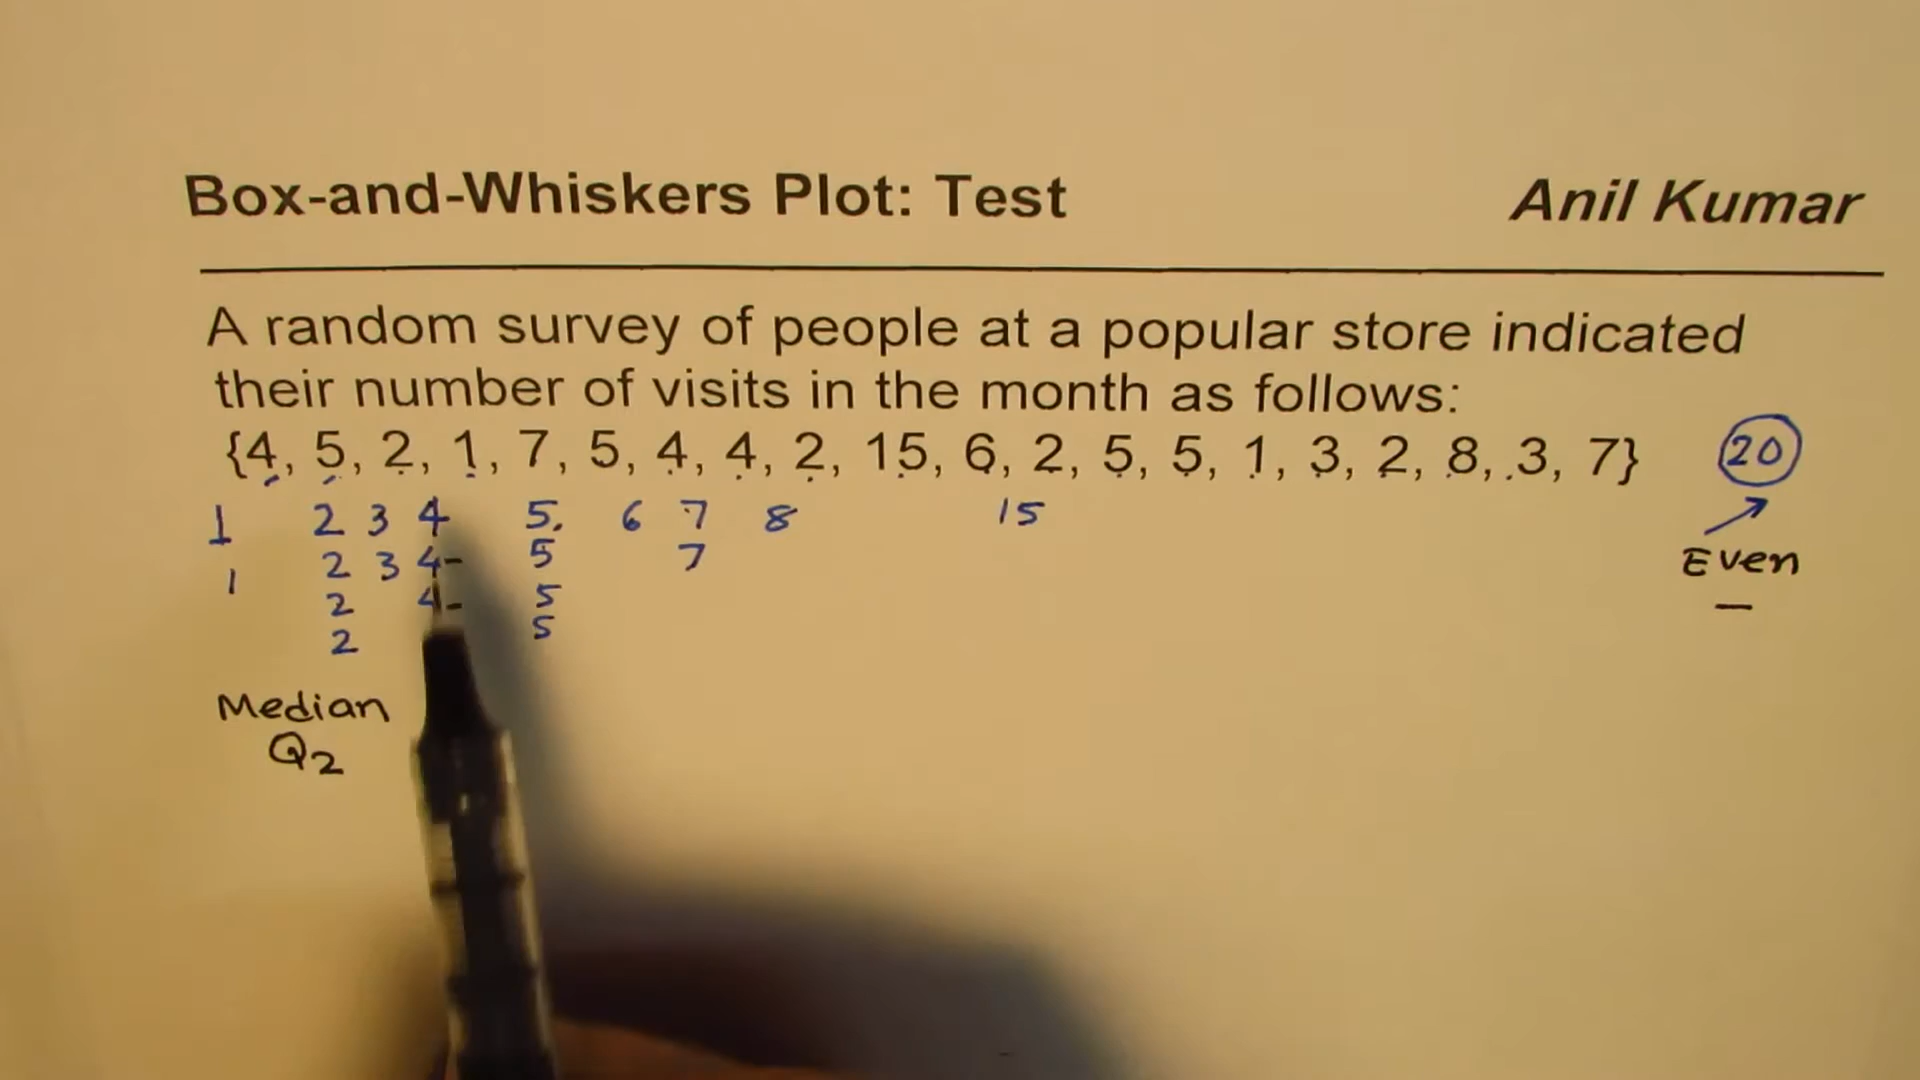 Box-and-Whiskers Plot: Test
Anil Kumar
A random survey of people at a popular store indicated
their number of visits in the month as follows:
{4, 5, 2, 1, 7, 5, 4, 4, 2, 15, 6, 2, 5, 5, 1, 3, 2, 8, 3, 7} 20
1 2 3 4 5. 6 7 8 15
Even
1 2 3 4- 5 7
2 4- 5
2 5
Median
Q2